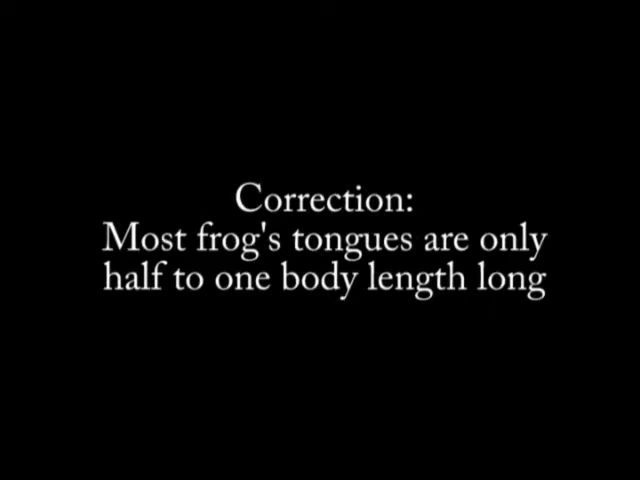 Correction:
Most frog's tongues are only
half to one body length long